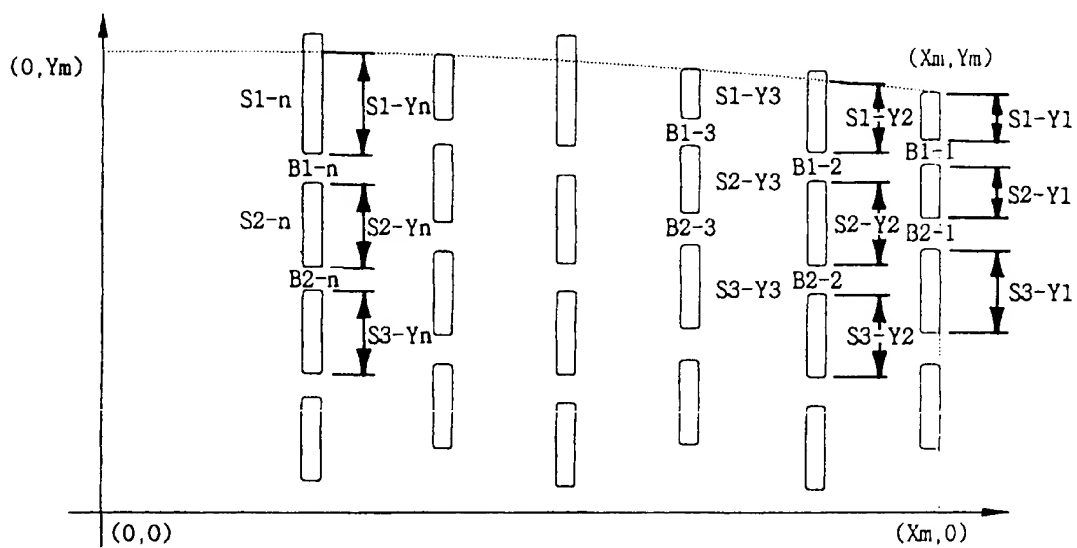 (0,Ym)
(Xm,Ym)
S1-n
S1-Yn
S1-Y3
S1-Y2
S1-Y1
B1-3
B1-n
B1-2
B1-1
S2-n
S2-Yn
S2-Y3
S2-Y2
S2-Y1
B2-3
B2-1
B2-n
B2-2
S3-Yn
S3-Y3
S3-Y2
S3-Y1
(0,0)
(Xm,0)